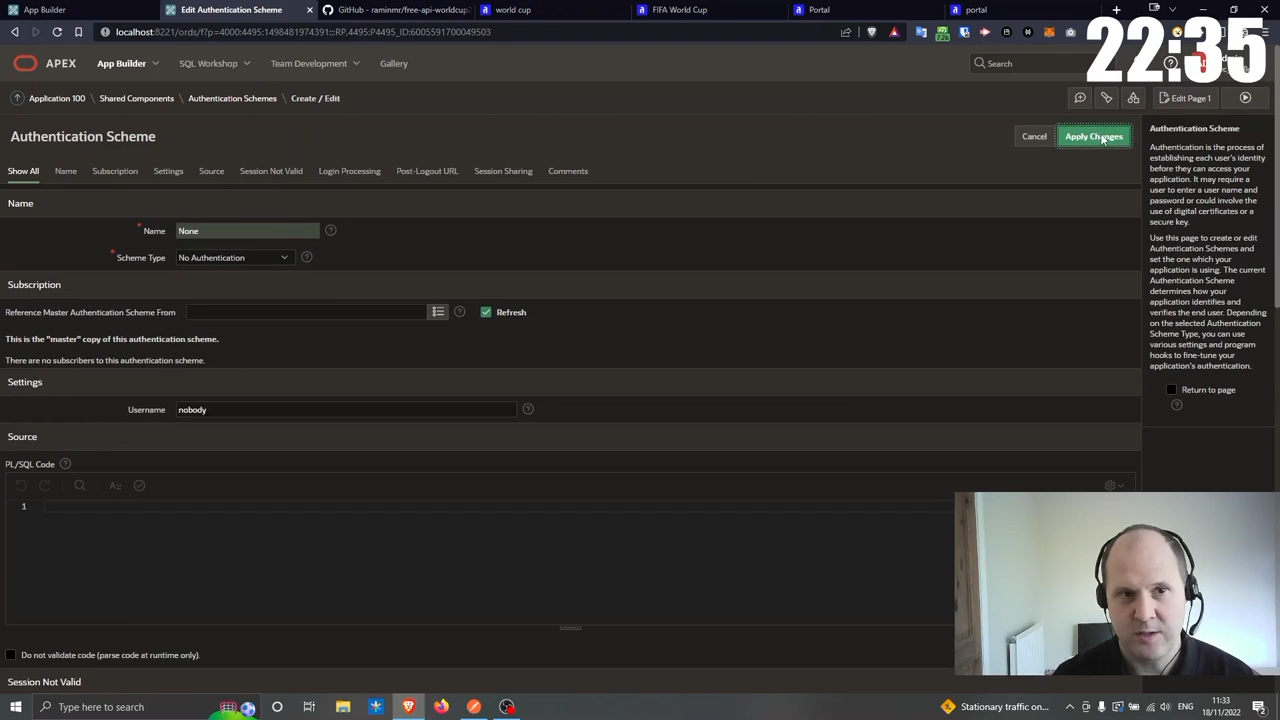 App Builder
Edit Authentication Scheme
GitHub - raminmr/free-api-worldcup2
world cup
FIFA World Cup
Portal
portal
localhost:8221/ords/f?p=4000:4495:1498481974391::RP,4495:P4495_ID:6005591700049503
22:35
APEX
App Builder
SQL Workshop
Team Development
Gallery
Search
Application 100
Shared Components
Authentication Schemes
Create / Edit
Edit Page 1
Authentication Scheme
Cancel
Apply Changes
Show All
Name
Subscription
Settings
Source
Session Not Valid
Login Processing
Post-Logout URL
Session Sharing
Comments
Name
* Name
None
* Scheme Type
No Authentication
Subscription
Reference Master Authentication Scheme From
Refresh
This is the "master" copy of this authentication scheme.
There are no subscribers to this authentication scheme.
Settings
Username
nobody
Source
PL/SQL Code
1
Do not validate code (parse code at runtime only).
Session Not Valid
Authentication Scheme
Authentication is the process of
establishing each user's identity
before they can access your
application. It may require a
user to enter a user name and
password or could involve the
use of digital certificates or a
secure key.
Use this page to create or edit
Authentication Schemes and
set the one which your
application is using. The current
Authentication Scheme
determines how your
application identifies and
verifies the end user. Depending
on the selected Authentication
Scheme Type, you can use
various settings and program
hooks to fine-tune your
application's authentication.
Return to page
Type here to search
Stationary traffic on...
11:33
18/11/2022